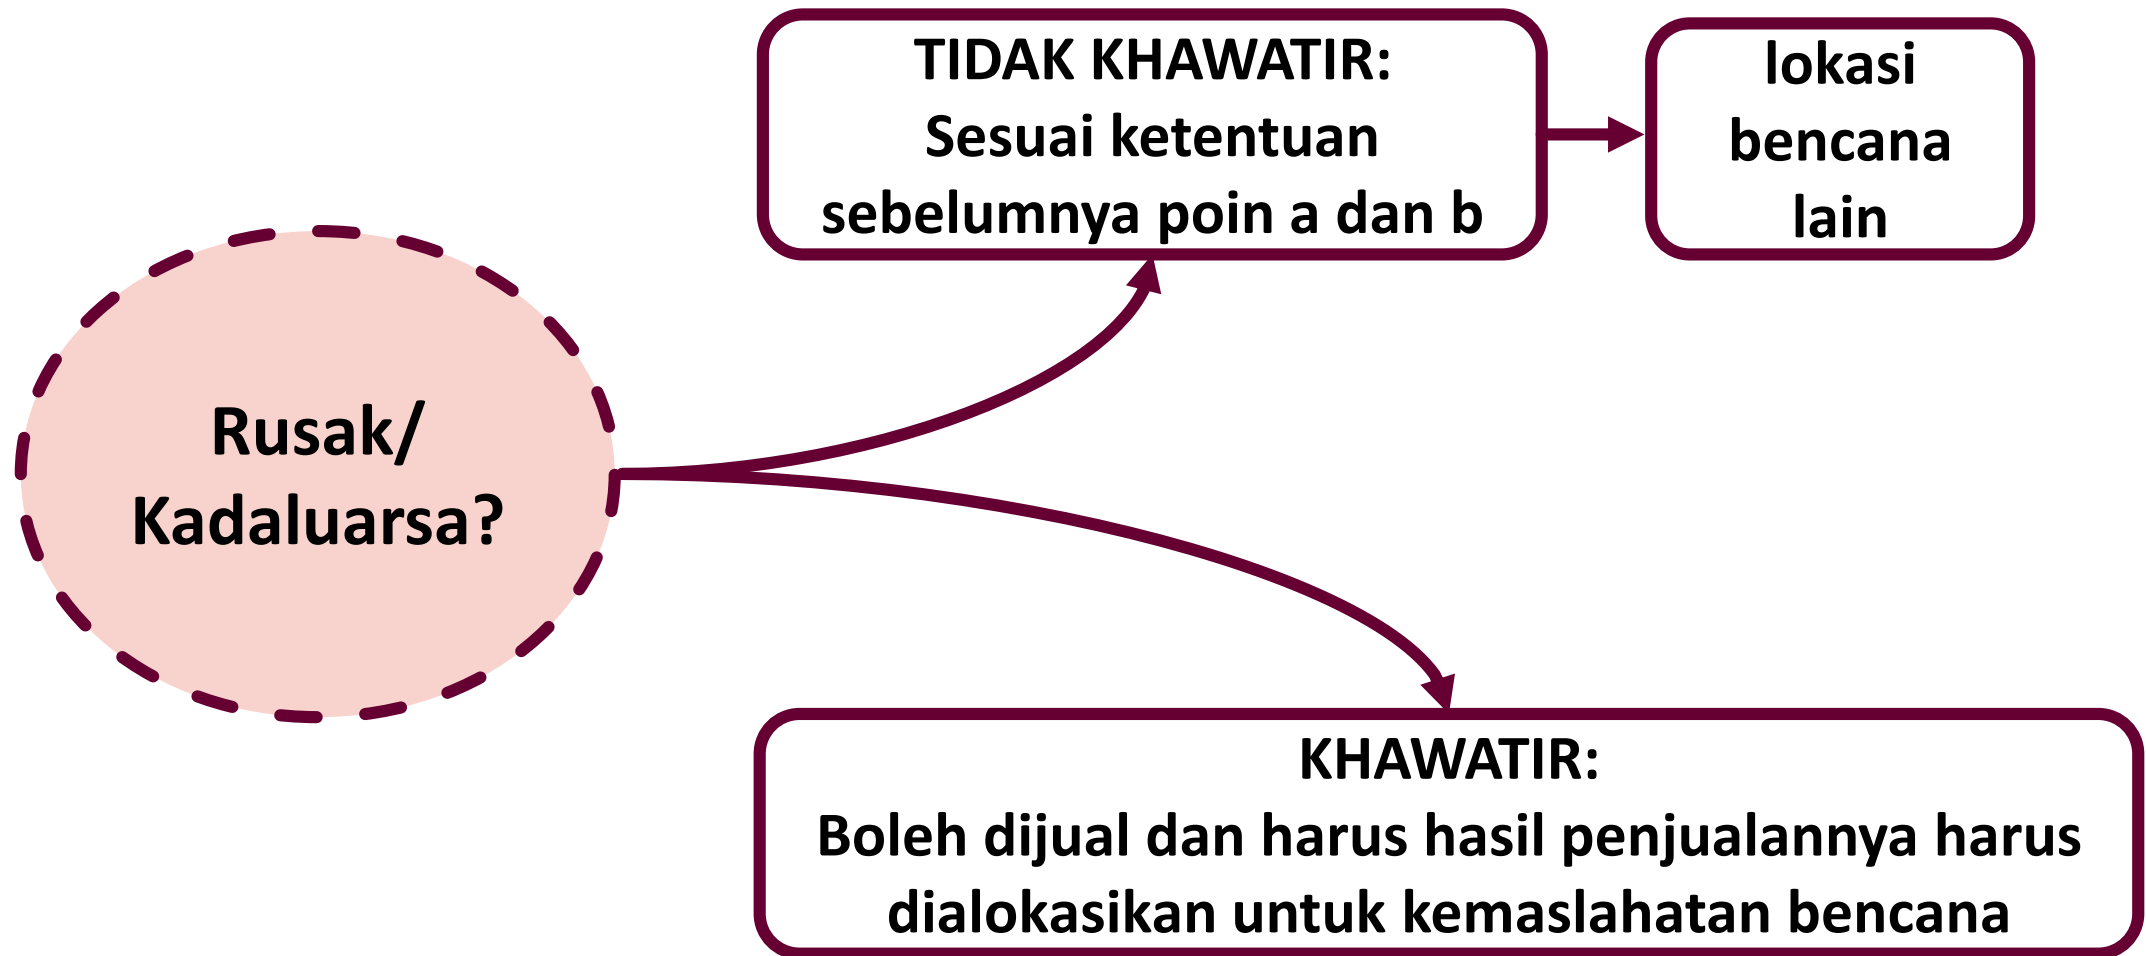 Rusak/
Kadaluarsa?
TIDAK KHAWATIR:
Sesuai ketentuan
sebelumnya poin a dan b
lokasi
bencana
lain
KHAWATIR:
Boleh dijual dan harus hasil penjualannya harus
dialokasikan untuk kemaslahatan bencana